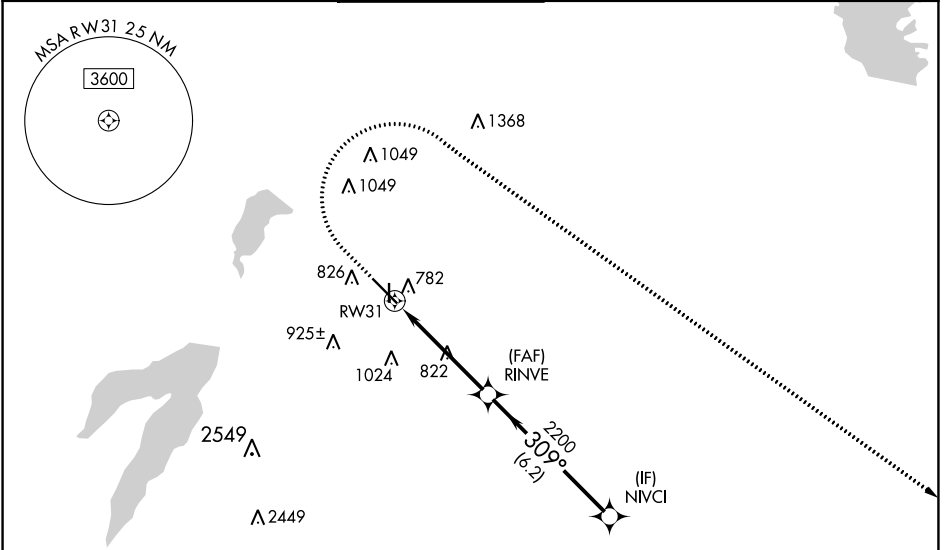 MSA RW31 25 NM
3600
1368
1049
1049
826
782
RW31
925±
1024
822
(FAF)
RINVE
2200
309°
(6.2)
2549
(IF)
NIVCI
2449